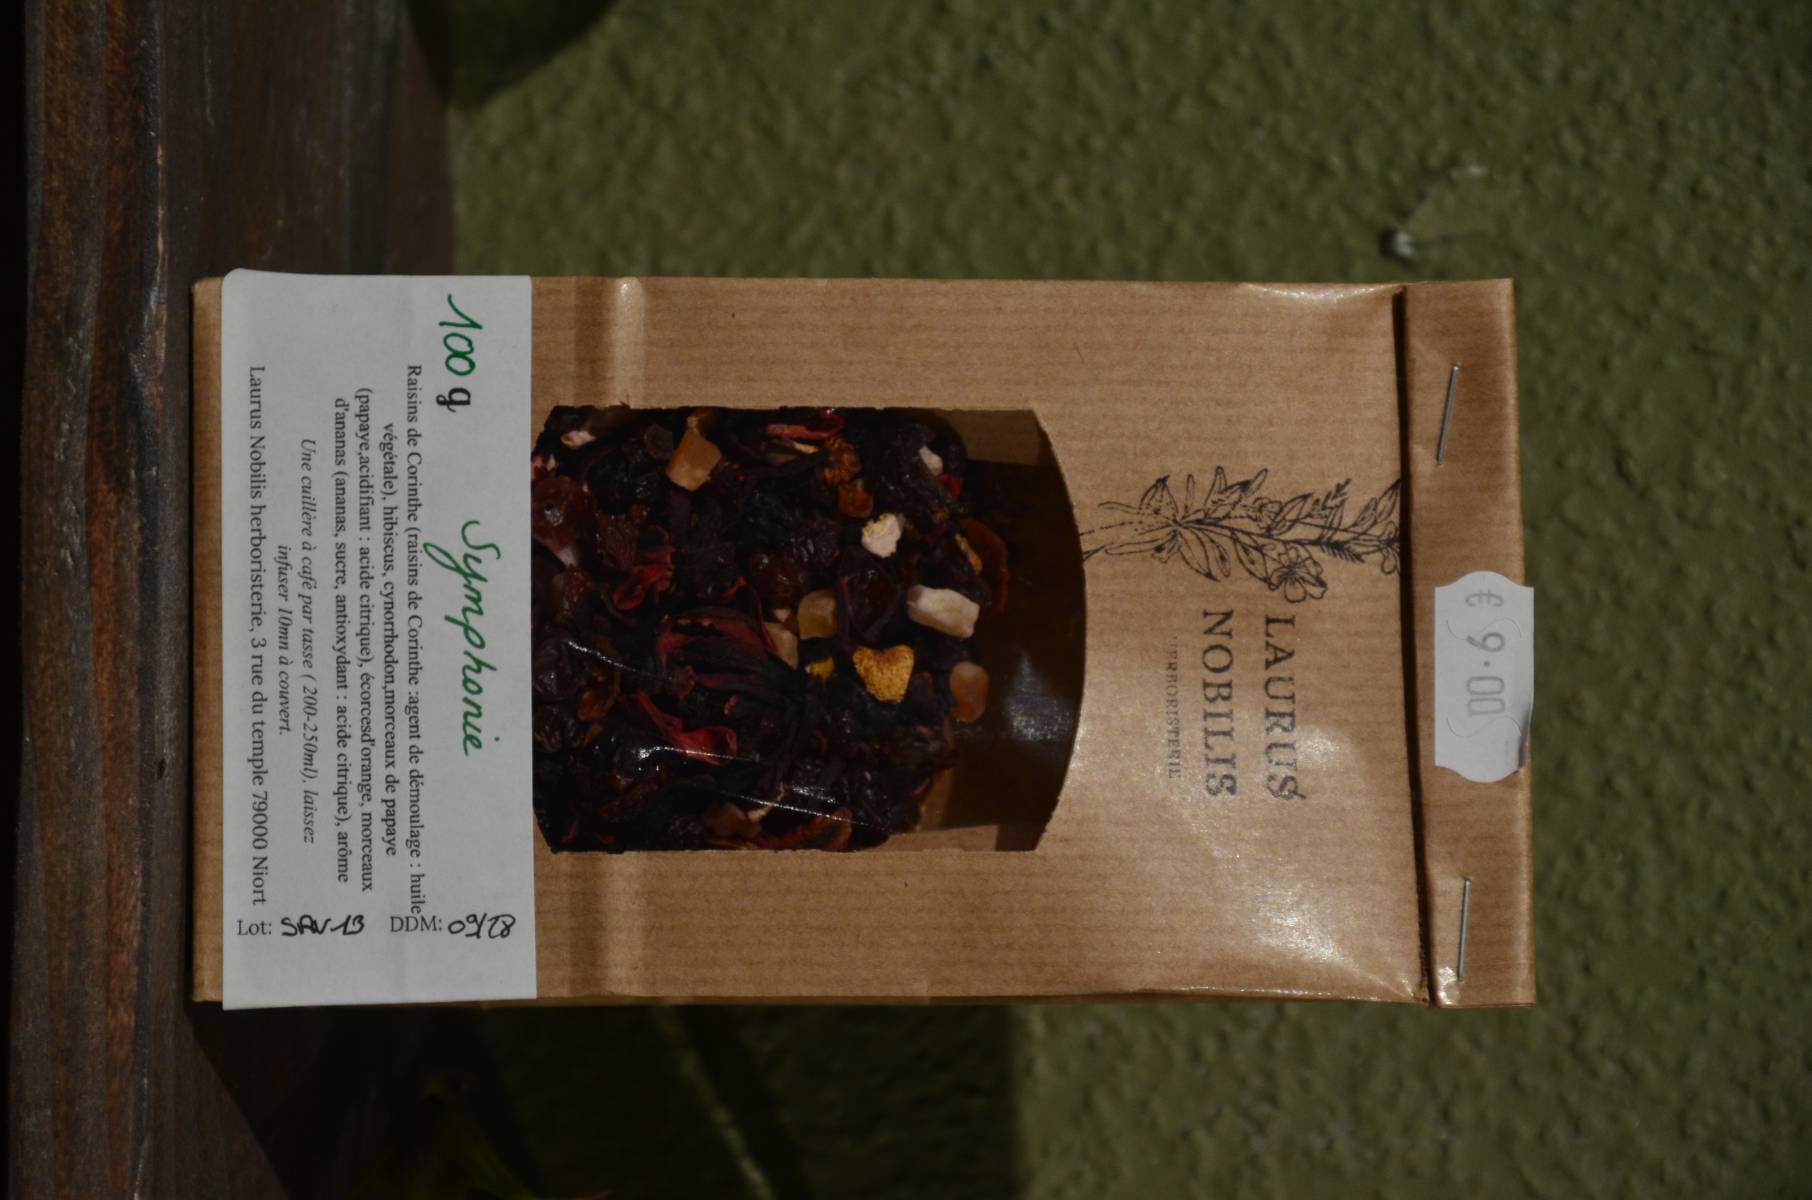 € 9.00
LAURUS
NOBILIS
HERBORISTERIE
100 g Symphonie
Raisins de Corinthe (raisins de Corinthe :agent de démoulage : huile
végétale), hibiscus, cynorrhodon,morceaux de papaye
(papaye,acidifiant : acide citrique), écorcesd'orange, morceaux
d'ananas (ananas, sucre, antioxydant : acide citrique), arôme
Une cuillère à café par tasse ( 200-250ml), laissez
infuser 10mn à couvert.
Laurus Nobilis herboristerie, 3 rue du temple 79000 Niort
DDM: 09/28
Lot: